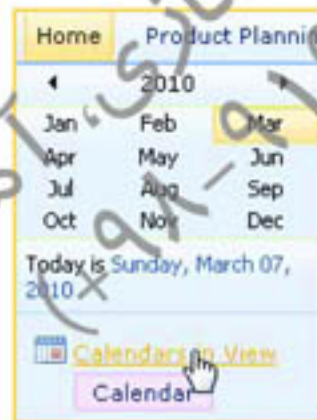 Home Product Plannin
2010
Jan Feb Mar
Apr May Jun
Jul Aug Sep
Oct Nov Dec
Today is Sunday, March 07,
2010
Calendars in View
Calendar